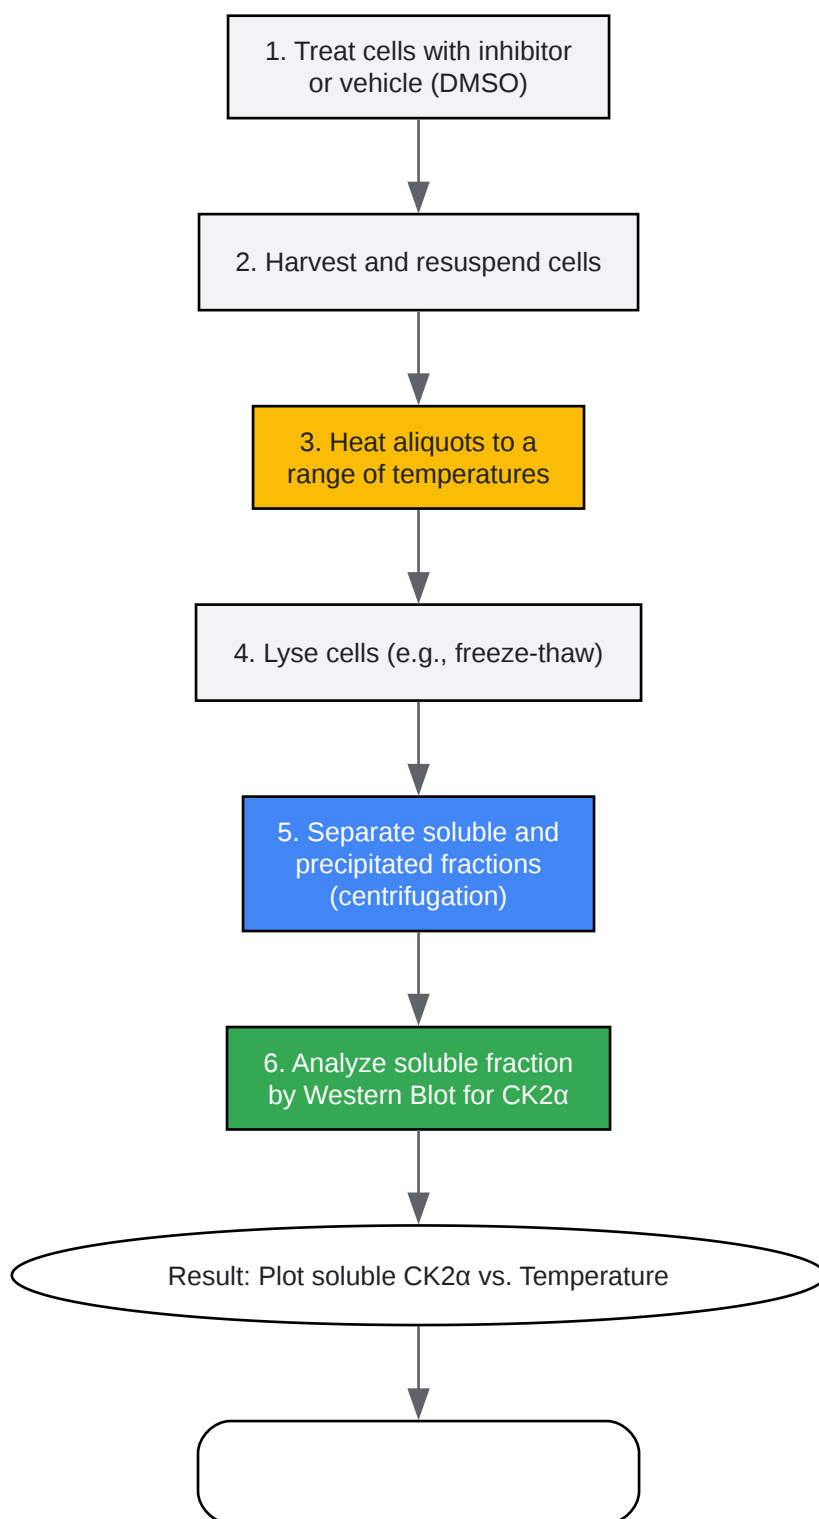 1. Treat cells with inhibitor
or vehicle (DMSO)
2. Harvest and resuspend cells
3. Heat aliquots to a
range of temperatures
4. Lyse cells (e.g., freeze-thaw)
5. Separate soluble and
precipitated fractions
(centrifugation)
6. Analyze soluble fraction
by Western Blot for CK2α
Result: Plot soluble CK2α vs. Temperature